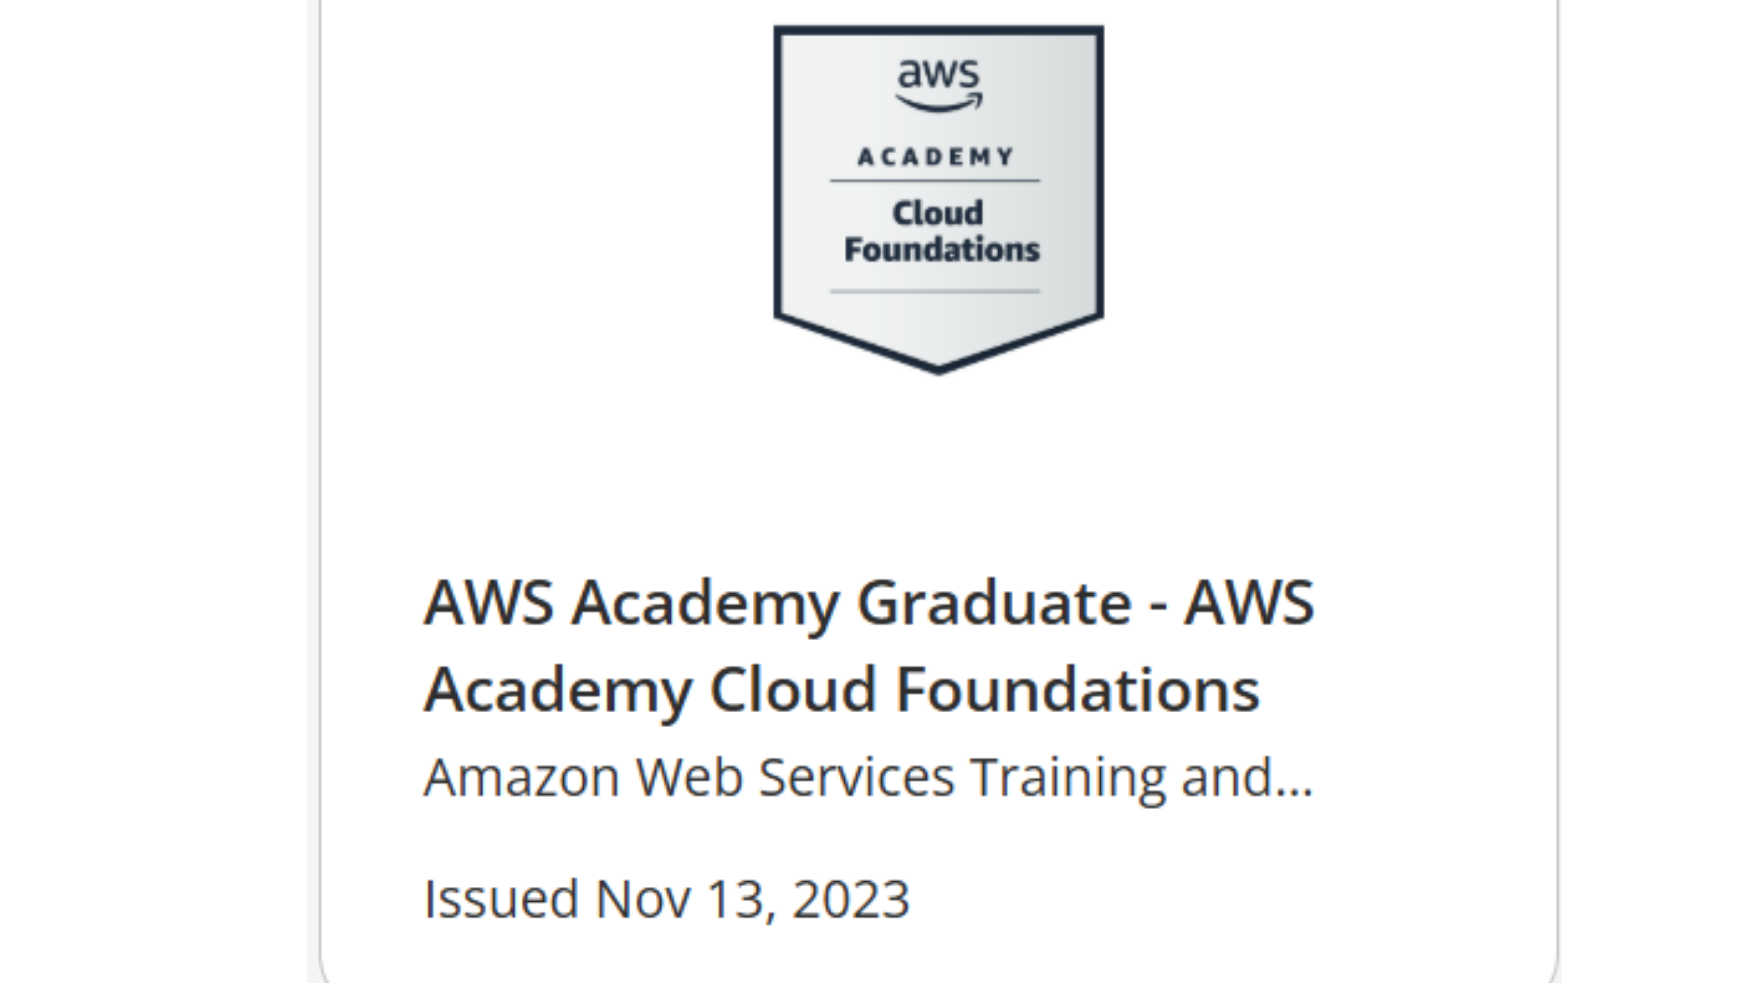 aws
ACADEMY
Cloud
Foundations
AWS Academy Graduate - AWS
Academy Cloud Foundations
Amazon Web Services Training and...
Issued Nov 13, 2023